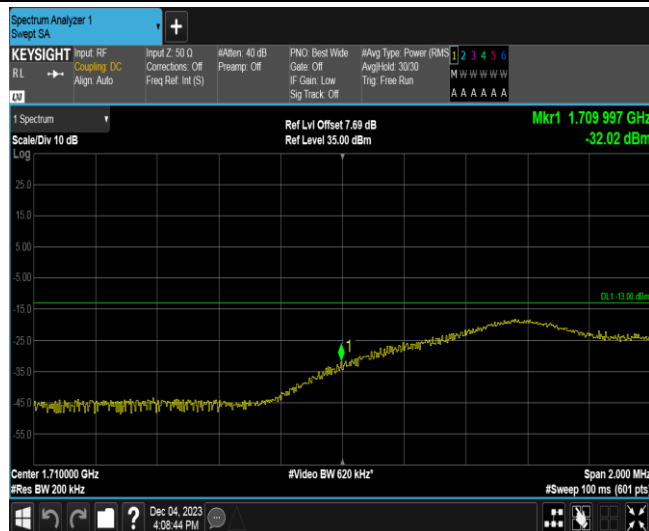 Spectrum Analyzer 1
Swept SA
+
KEYSIGHT
RL
LXI
Input: RF
Coupling: DC
Align: Auto
Input Z: 50 Ω
Corrections: Off
Freq Ref: Int (S)
#Atten: 40 dB
Preamp: Off
PNO: Best Wide
Gate: Off
IF Gain: Low
Sig Track: Off
#Avg Type: Power (RMS
Avg|Hold: 30/30
Trig: Free Run
1 2 3 4 5 6
M W W W W W
A A A A A A
1 Spectrum
Scale/Div 10 dB
Log
Ref Lvl Offset 7.69 dB
Ref Level 35.00 dBm
Mkr1 1.709 997 GHz
-32.02 dBm
25.0
15.0
5.00
-5.00
DL1 -13.00 dBm
-15.0
-25.0
1
-35.0
-45.0
-55.0
Center 1.710000 GHz
#Res BW 200 kHz
#Video BW 620 kHz*
Span 2.000 MHz
#Sweep 100 ms (601 pts)
?
Dec 04, 2023
4:08:44 PM